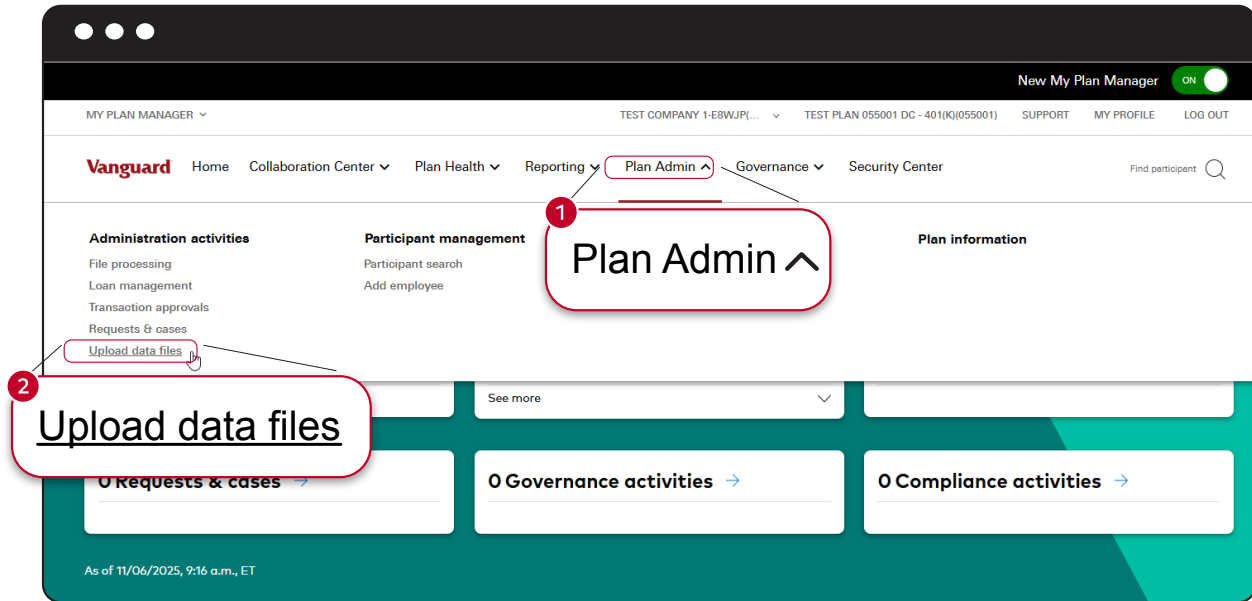 New My Plan Manager ON
MY PLAN MANAGER TEST COMPANY 1-E8WJP(... TEST PLAN 055001 DC - 401(K)(055001) SUPPORT MY PROFILE LOG OUT
Vanguard Home Collaboration Center Plan Health Reporting Plan Admin Governance Security Center Find participant
1
Plan Admin
Administration activities
File processing
Loan management
Transaction approvals
Requests & cases
Upload data files
Participant management
Participant search
Add employee
Plan information
2
Upload data files
See more
0 Requests & cases
0 Governance activities
0 Compliance activities
As of 11/06/2025, 9:16 a.m., ET